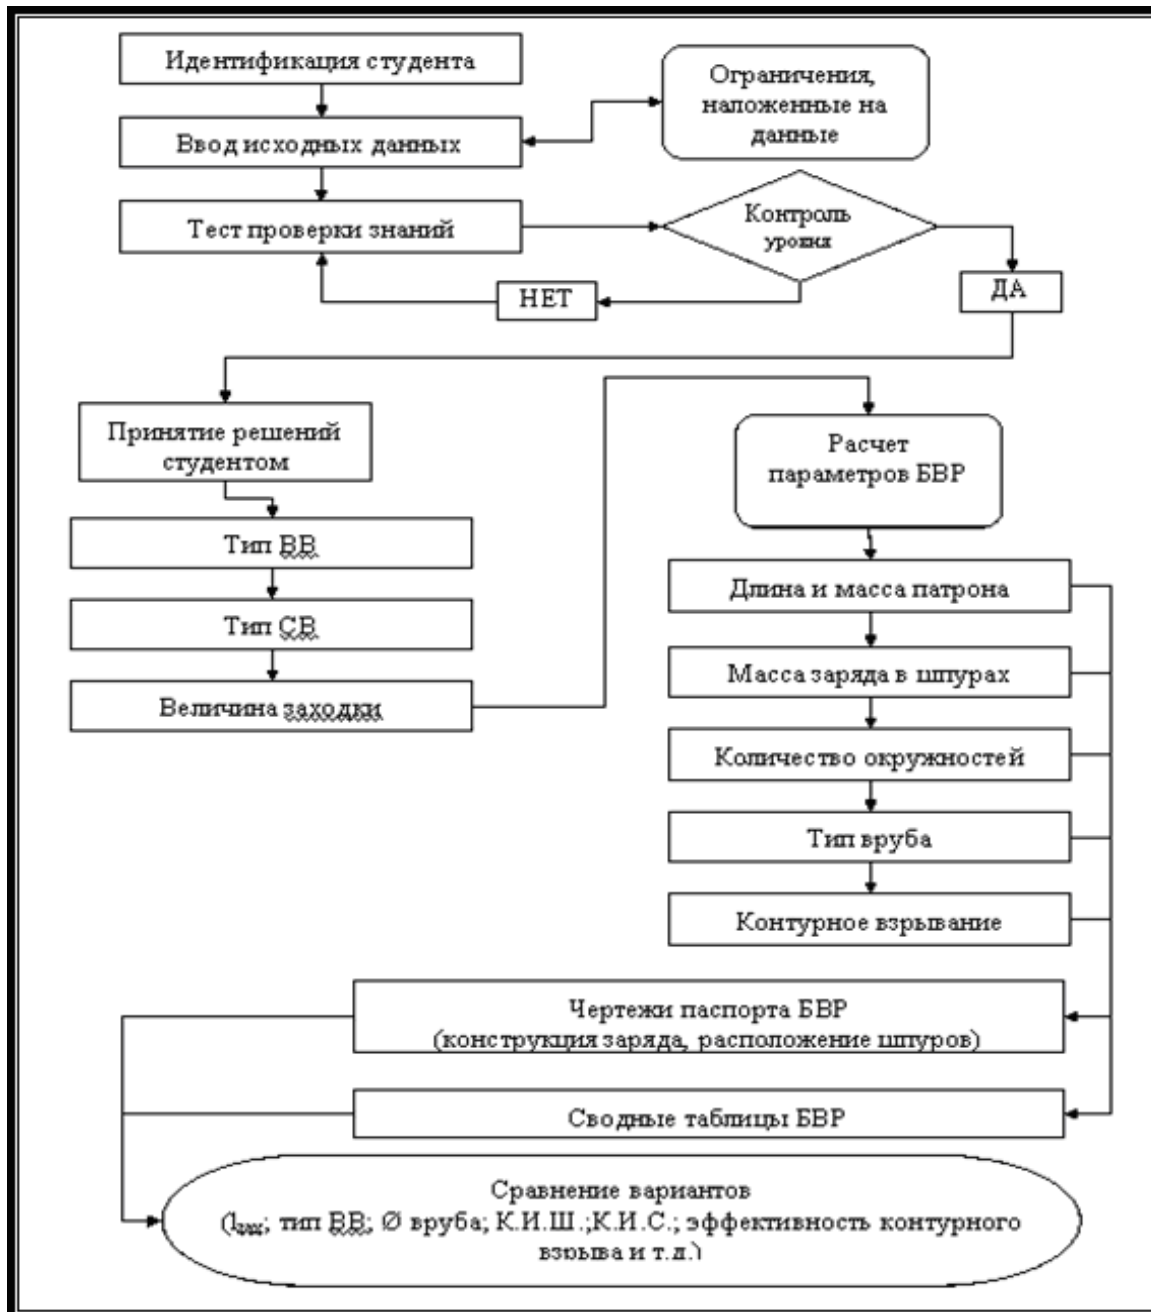 Идентификация студента
Ограничения,
наложенные на
данные
Ввод исходных данных
Тест проверки знаний
Контроль
уровня
НЕТ
ДА
Принятие решений
студентом
Тип ВВ
Тип СВ
Величина заходки
Расчет
параметров БВР
Длина и масса патрона
Масса заряда в шпурах
Количество окружностей
Тип вруба
Контурное взрывание
Чертежи паспорта БВР
(конструкция заряда, расположение шпуров)
Сводные таблицы БВР
Сравнение вариантов
(lзах; тип ВВ; Ø вруба; К.И.Ш.;К.И.С.; эффективность контурного
взрыва и т.д.)